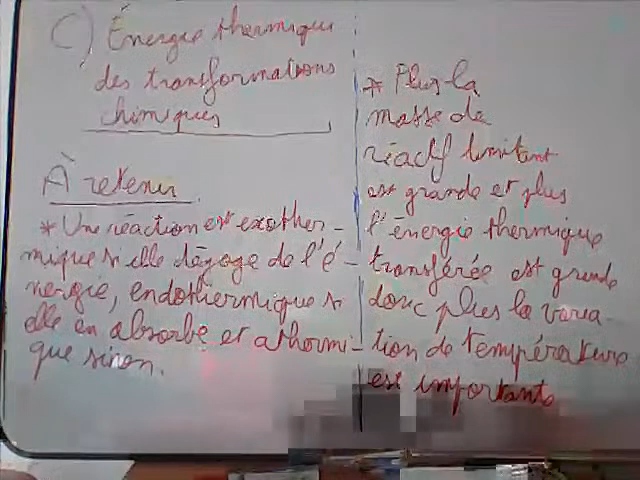 C) Énergie thermique
des transformations
chimiques
À retenir
* Une réaction est exother-
mique si elle dégage de l'é-
nergie, endothermique si
elle en absorbe et athermi-
que sinon.
* Plus la
masse de
réactif limitant
est grande et plus
l'énergie thermique
transférée est grande
donc plus la varia-
tion de température
est importante